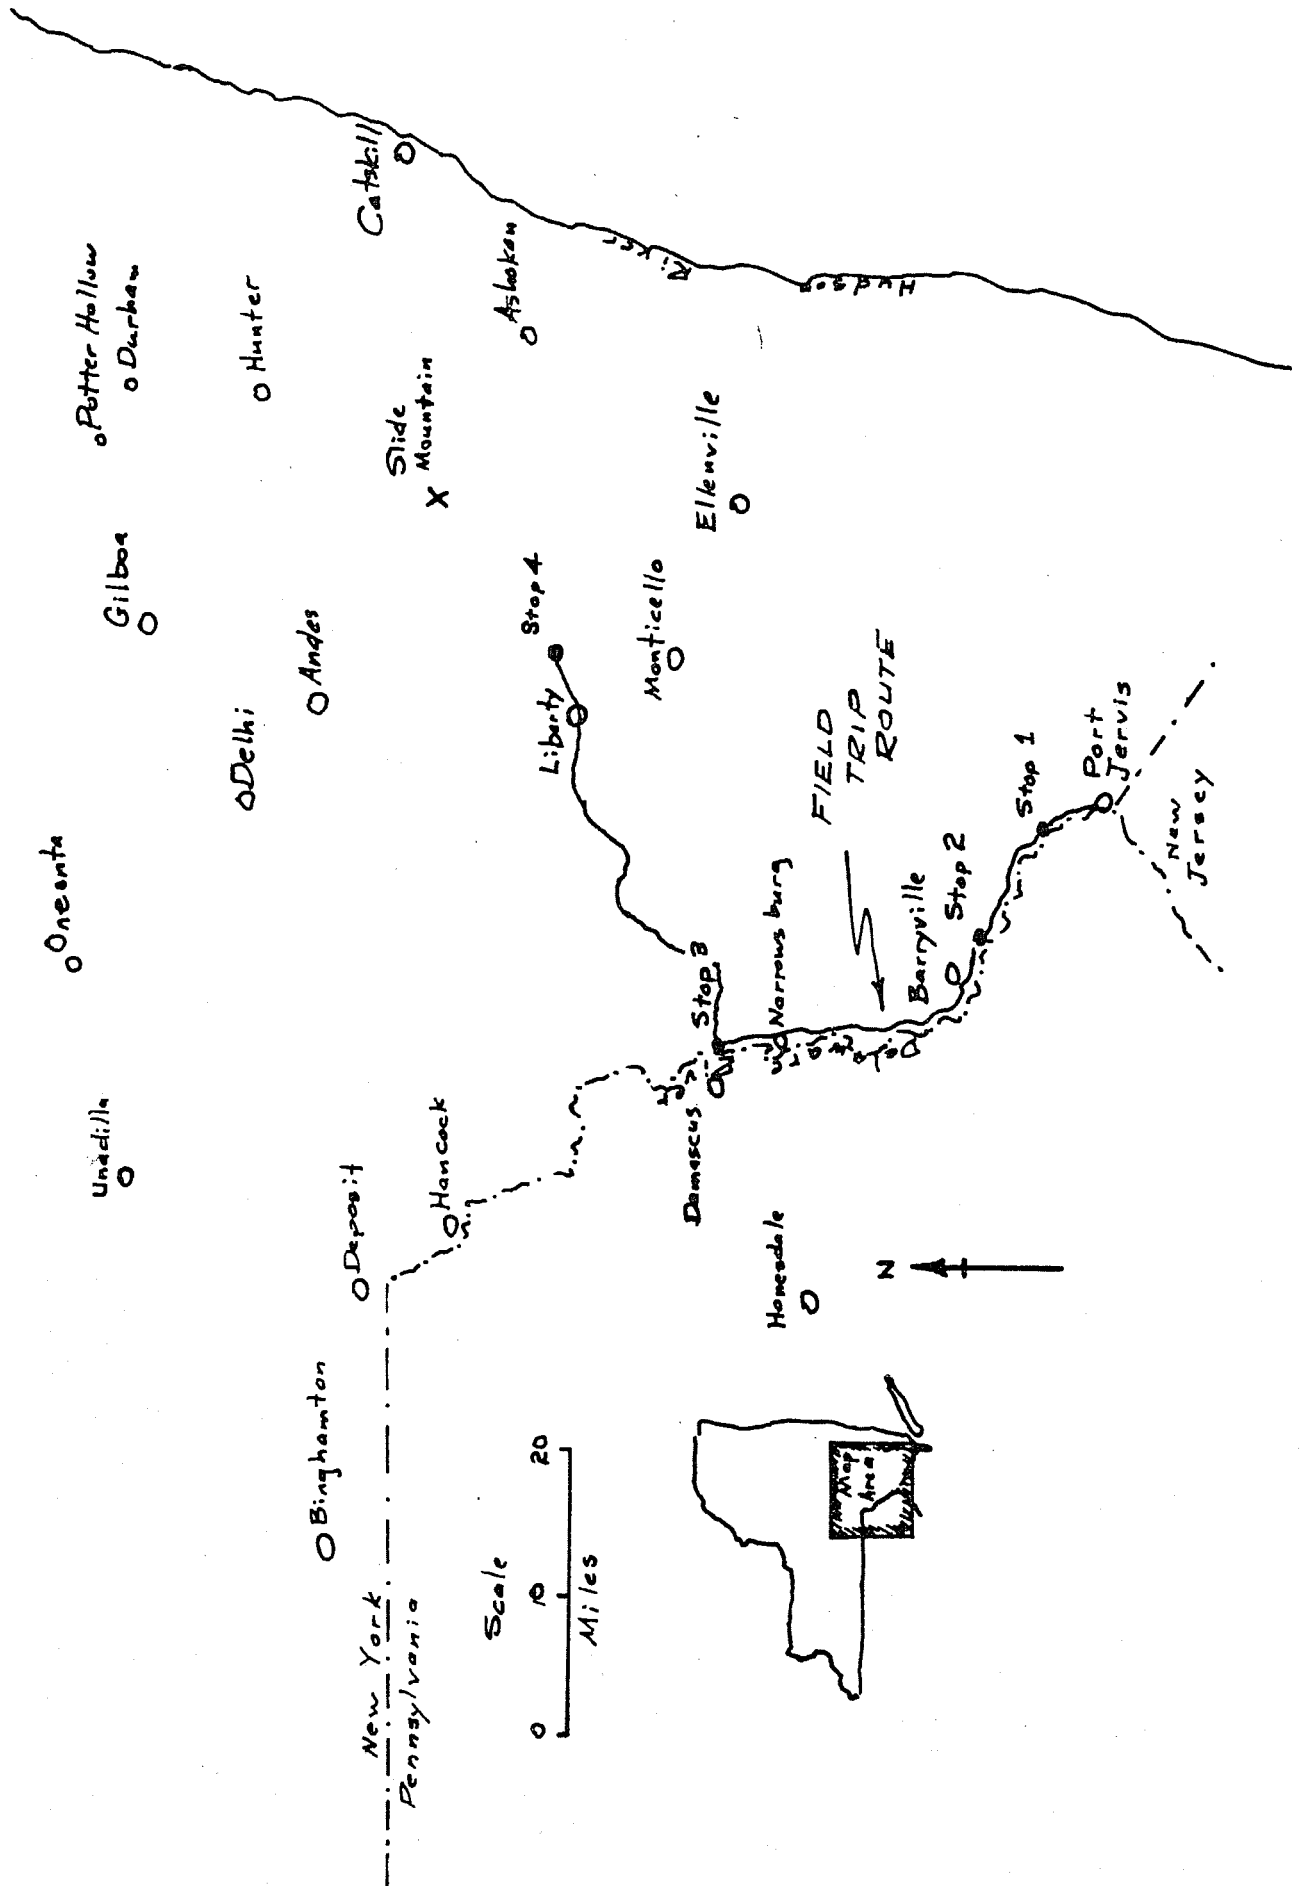 Potter Hollow
Durham
Hunter
Catskill
Ashokan
River
Hudson
Slide
Mountain
Gilboa
Andes
Delhi
Oneonta
Unadilla
Stop 4
Liberty
Monticello
Ellenville
Deposit
Hancock
Binghamton
New York
Pennsylvania
FIELD
TRIP
ROUTE
Stop 3
Damascus
Narrowsburg
Barryville
Stop 2
Stop 1
Port
Jervis
New
Jersey
Honesdale
N
Scale
0 10 20
Miles
Map
Area